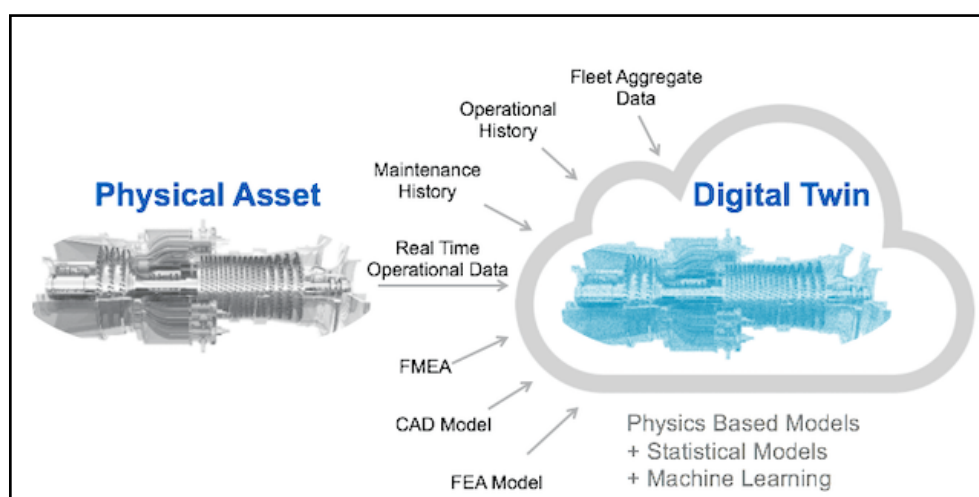 Fleet Aggregate
Data
Operational
History
Maintenance
History
Physical Asset
Digital Twin
Real Time
Operational Data
FMEA
CAD Model
FEA Model
Physics Based Models
+ Statistical Models
+ Machine Learning